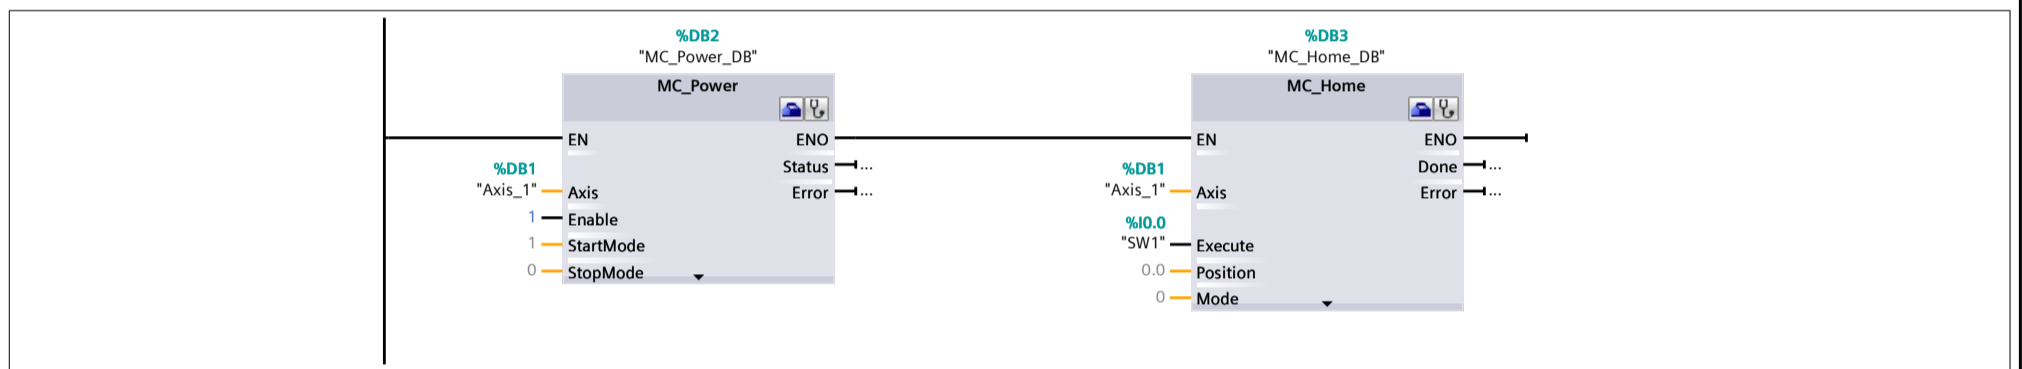 %DB2
"MC_Power_DB"
MC_Power
EN ENO
Status ...
%DB1
"Axis_1" Axis Error ...
1 Enable
1 StartMode
0 StopMode
%DB3
"MC_Home_DB"
MC_Home
EN ENO
Done ...
%DB1
"Axis_1" Axis Error ...
%I0.0
"SW1" Execute
0.0 Position
0 Mode